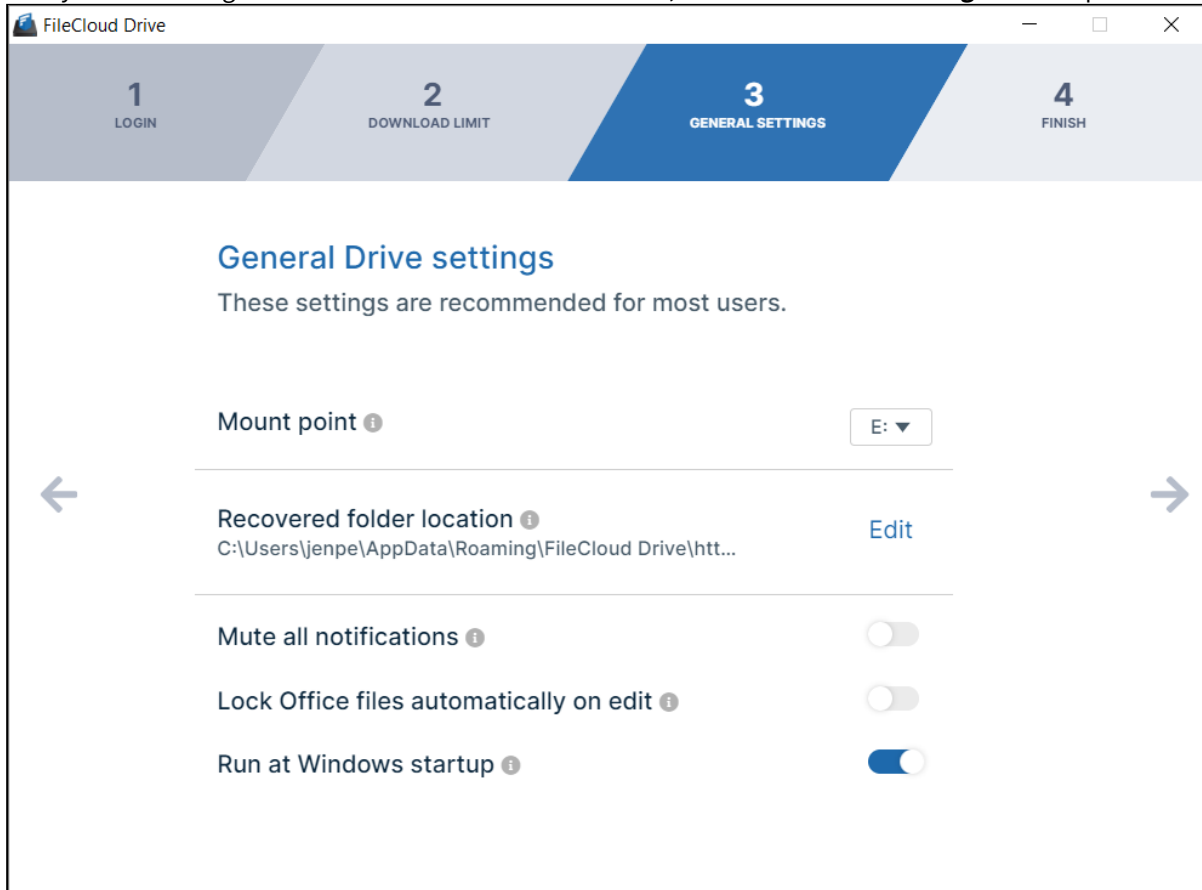 FileCloud Drive
1
LOGIN
2
DOWNLOAD LIMIT
3
GENERAL SETTINGS
4
FINISH
General Drive settings
These settings are recommended for most users.
Mount point
E:
Recovered folder location
C:\Users\jenpe\AppData\Roaming\FileCloud Drive\htt...
Edit
Mute all notifications
Lock Office files automatically on edit
Run at Windows startup